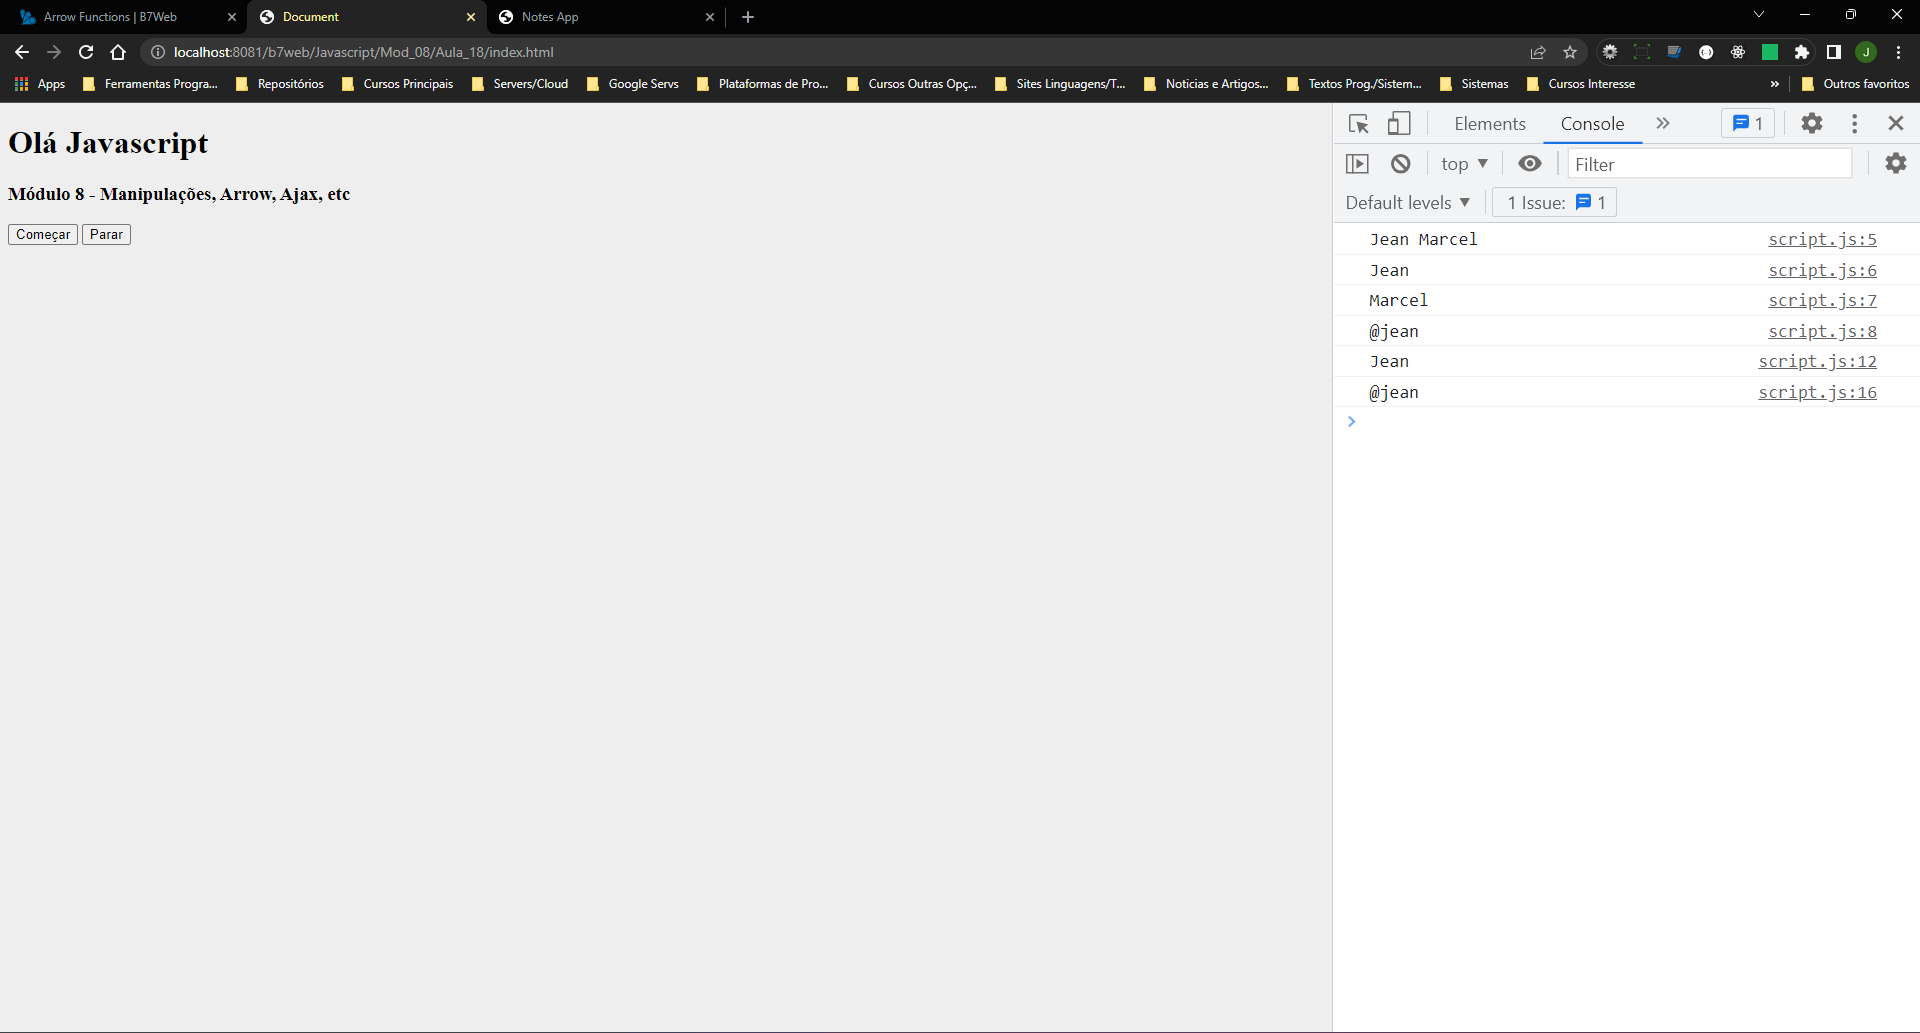 Arrow Functions | B7Web
Document
Notes App
localhost:8081/b7web/Javascript/Mod_08/Aula_18/index.html
J
Apps
Ferramentas Progra...
Repositórios
Cursos Principais
Servers/Cloud
Google Servs
Plataformas de Pro...
Cursos Outras Opç...
Sites Linguagens/T...
Noticias e Artigos...
Textos Prog./Sistem...
Sistemas
Cursos Interesse
»
Outros favoritos
Olá Javascript
Módulo 8 - Manipulações, Arrow, Ajax, etc
Começar Parar
Elements Console 1
top Filter
Default levels 1 Issue: 1
Jean Marcel script.js:5
Jean script.js:6
Marcel script.js:7
@jean script.js:8
Jean script.js:12
@jean script.js:16